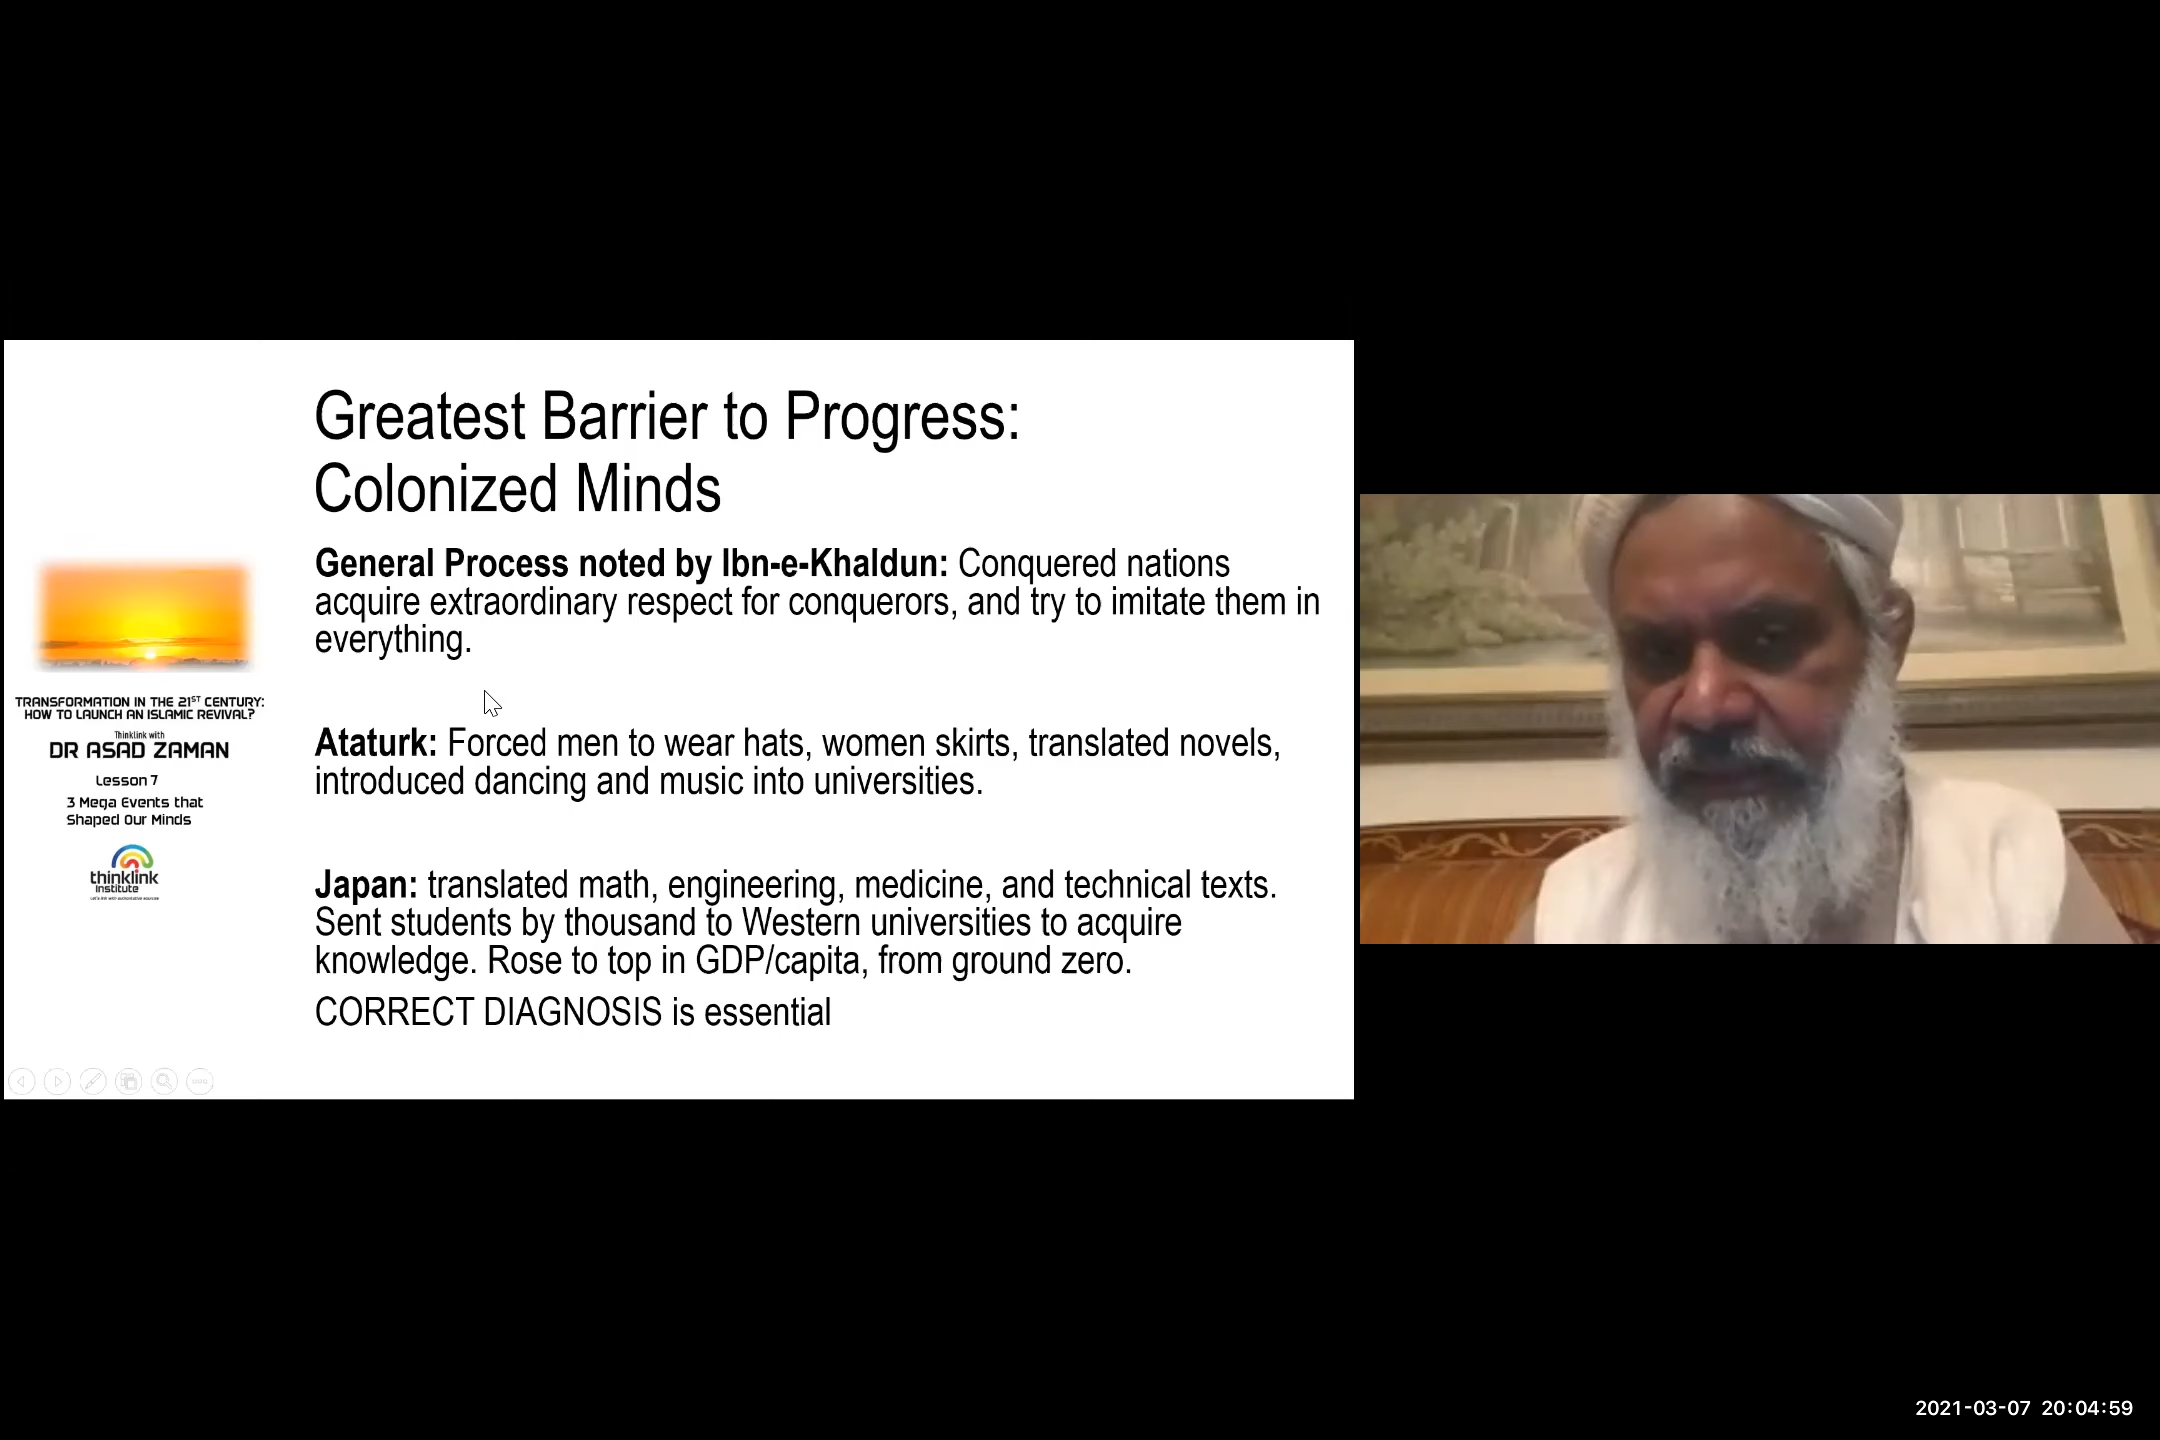 Greatest Barrier to Progress:
Colonized Minds
General Process noted by Ibn-e-Khaldun: Conquered nations
acquire extraordinary respect for conquerors, and try to imitate them in
everything.
Ataturk: Forced men to wear hats, women skirts, translated novels,
introduced dancing and music into universities.
Japan: translated math, engineering, medicine, and technical texts.
Sent students by thousand to Western universities to acquire
knowledge. Rose to top in GDP/capita, from ground zero.
CORRECT DIAGNOSIS is essential
TRANSFORMATION IN THE 21ST CENTURY:
HOW TO LAUNCH AN ISLAMIC REVIVAL?
Thinklink with
DR ASAD ZAMAN
Lesson 7
3 Mega Events that
Shaped Our Minds
thinklink
institute
Let's link with authoritative sources
2021-03-07 20:04:59